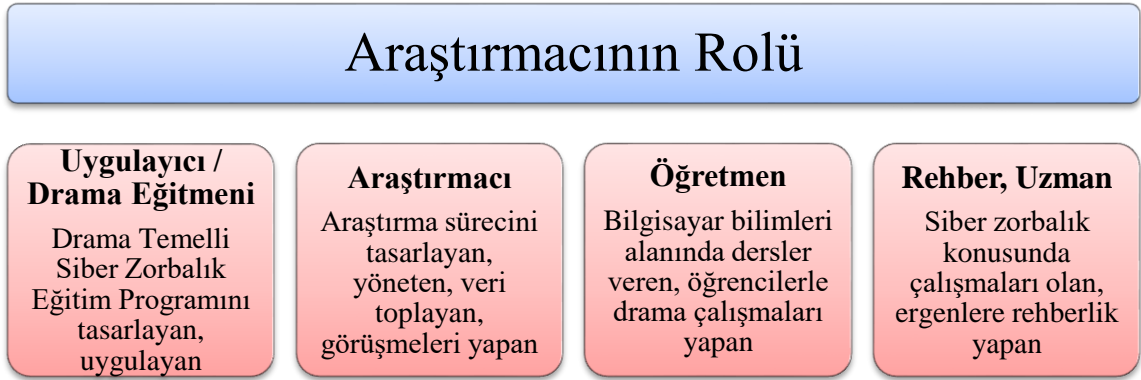 Araştırmacının Rolü
Uygulayıcı /
Drama Eğitmeni
Drama Temelli
Siber Zorbalık
Eğitim Programını
tasarlayan,
uygulayan
Araştırmacı
Araştırma sürecini
tasarlayan,
yöneten, veri
toplayan,
görüşmeleri yapan
Öğretmen
Bilgisayar bilimleri
alanında dersler
veren, öğrencilerle
drama çalışmaları
yapan
Rehber, Uzman
Siber zorbalık
konusunda
çalışmaları olan,
ergenlere rehberlik
yapan